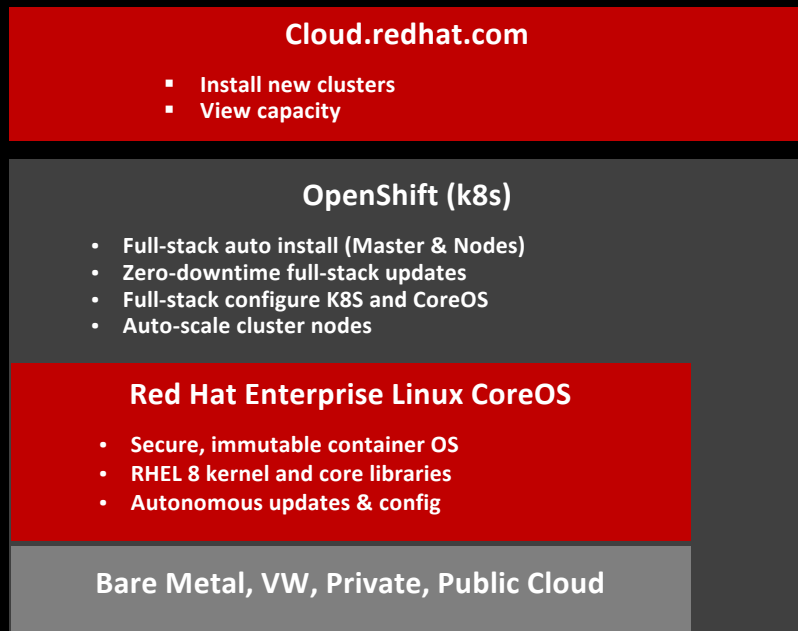 Cloud.redhat.com
▪ Install new clusters
▪ View capacity
OpenShift (k8s)
• Full-stack auto install (Master & Nodes)
• Zero-downtime full-stack updates
• Full-stack configure K8S and CoreOS
• Auto-scale cluster nodes
Red Hat Enterprise Linux CoreOS
• Secure, immutable container OS
• RHEL 8 kernel and core libraries
• Autonomous updates & config
Bare Metal, VW, Private, Public Cloud